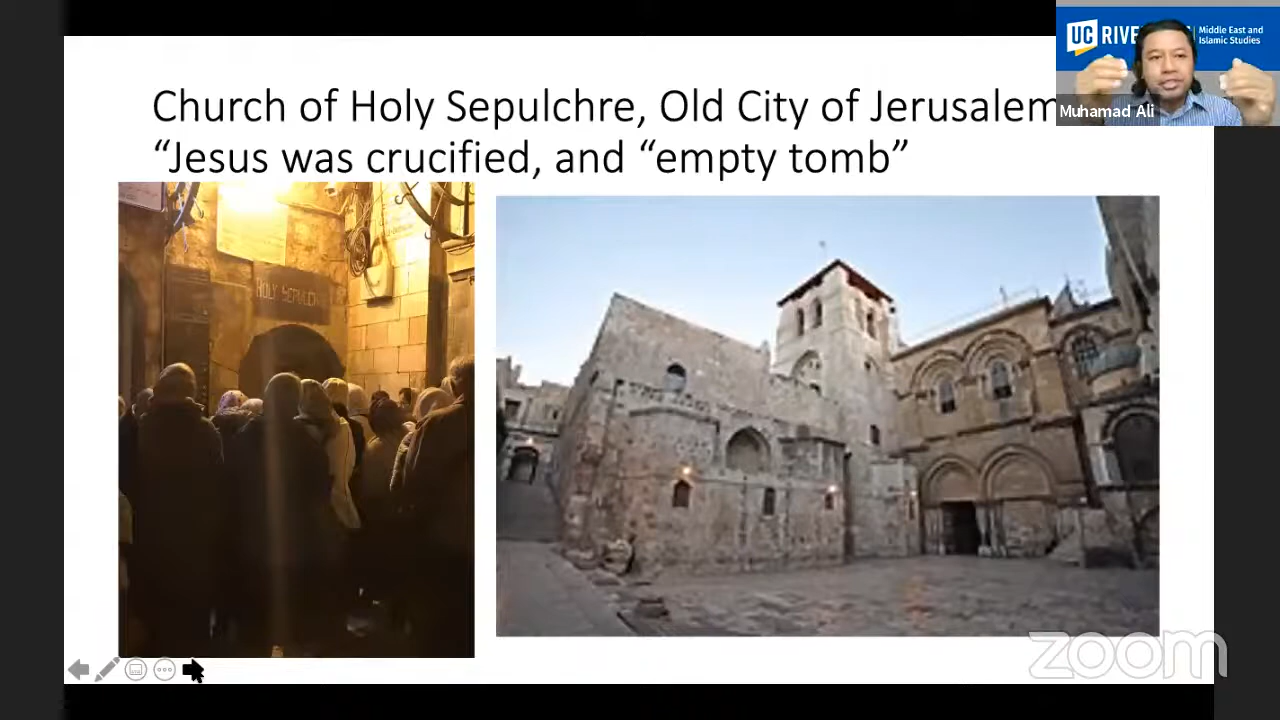 Church of Holy Sepulchre, Old City of Jerusalem
“Jesus was crucified, and “empty tomb”
UC RIVE
Middle East and
Islamic Studies
Muhamad Ali
HOLY SEPULC
zoom